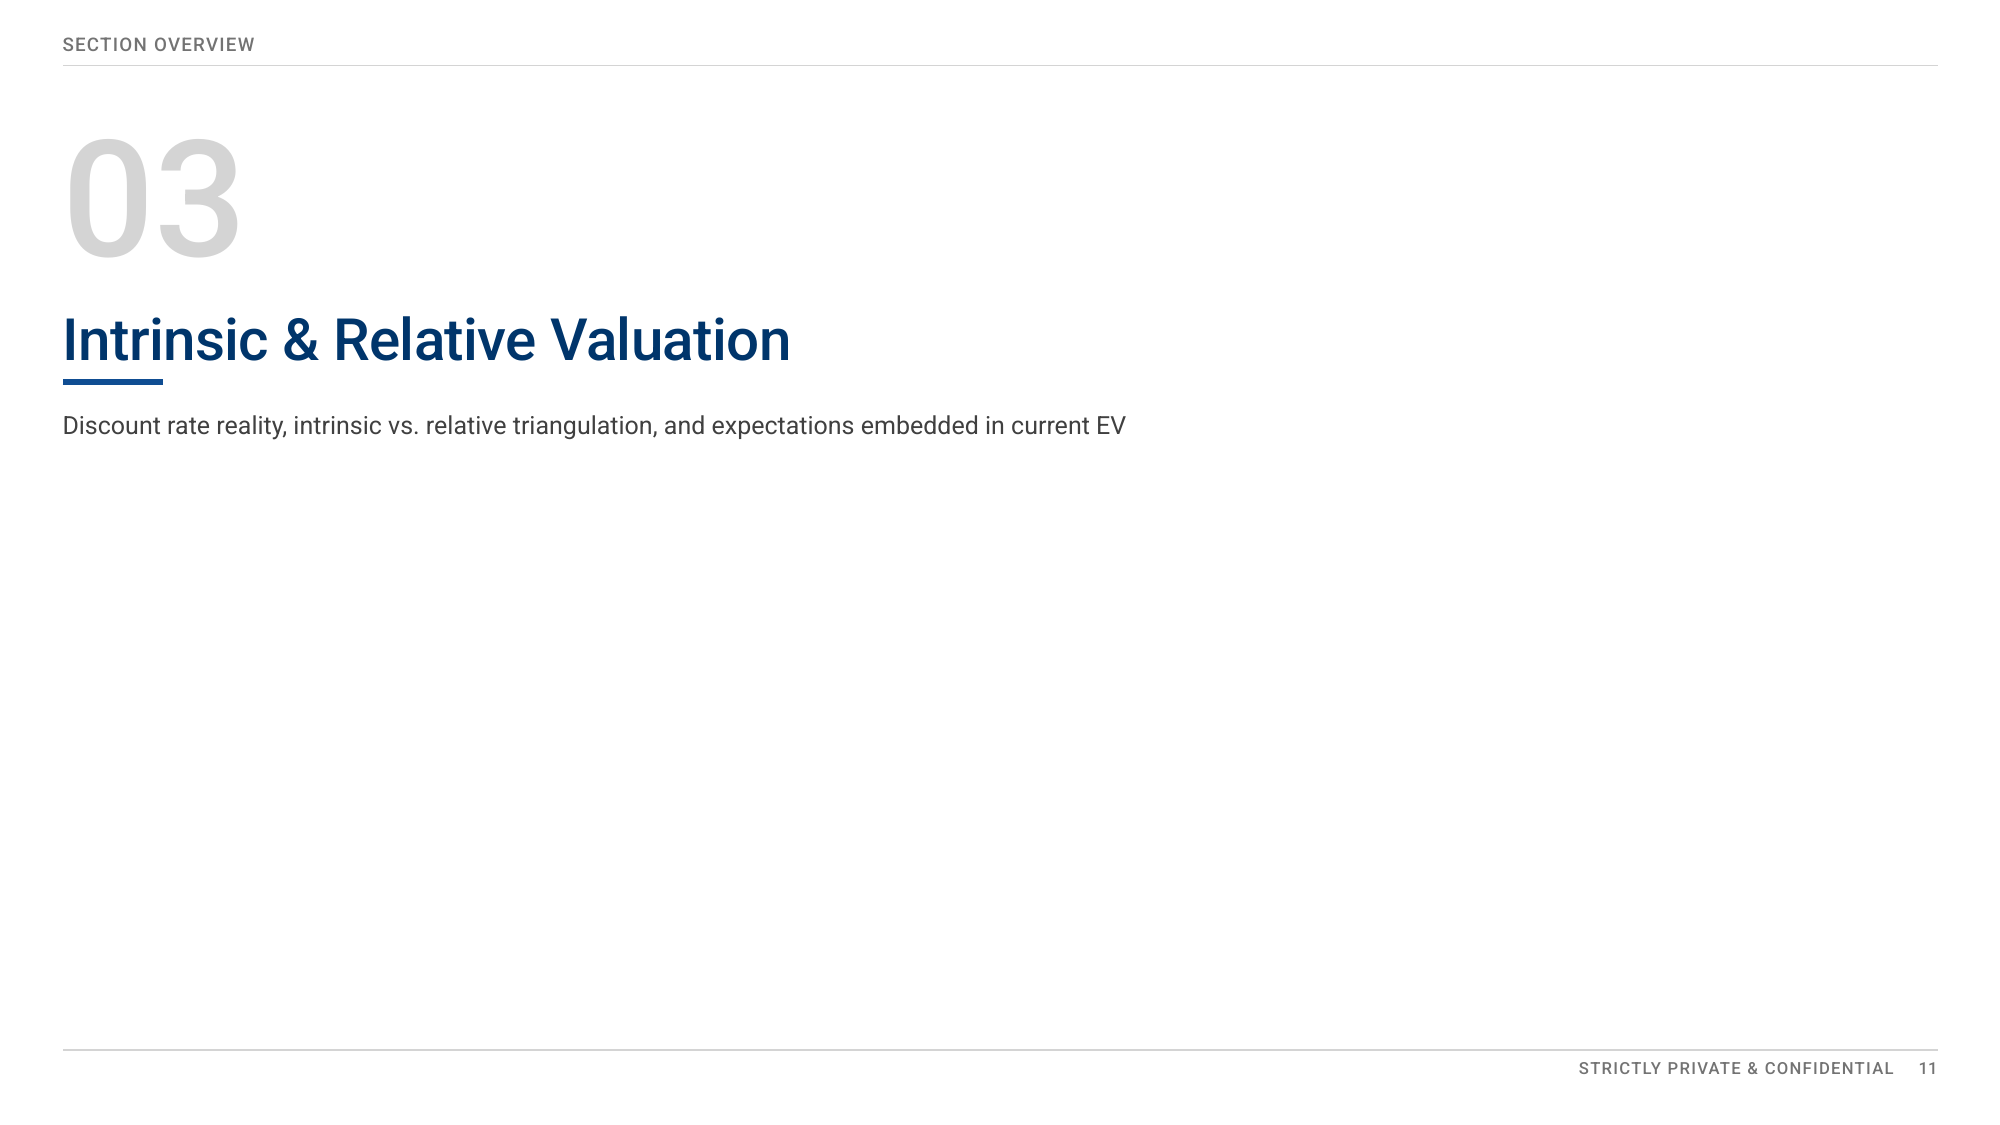 SECTION OVERVIEW
03
Intrinsic & Relative Valuation
Discount rate reality, intrinsic vs. relative triangulation, and expectations embedded in current EV
STRICTLY PRIVATE & CONFIDENTIAL 11